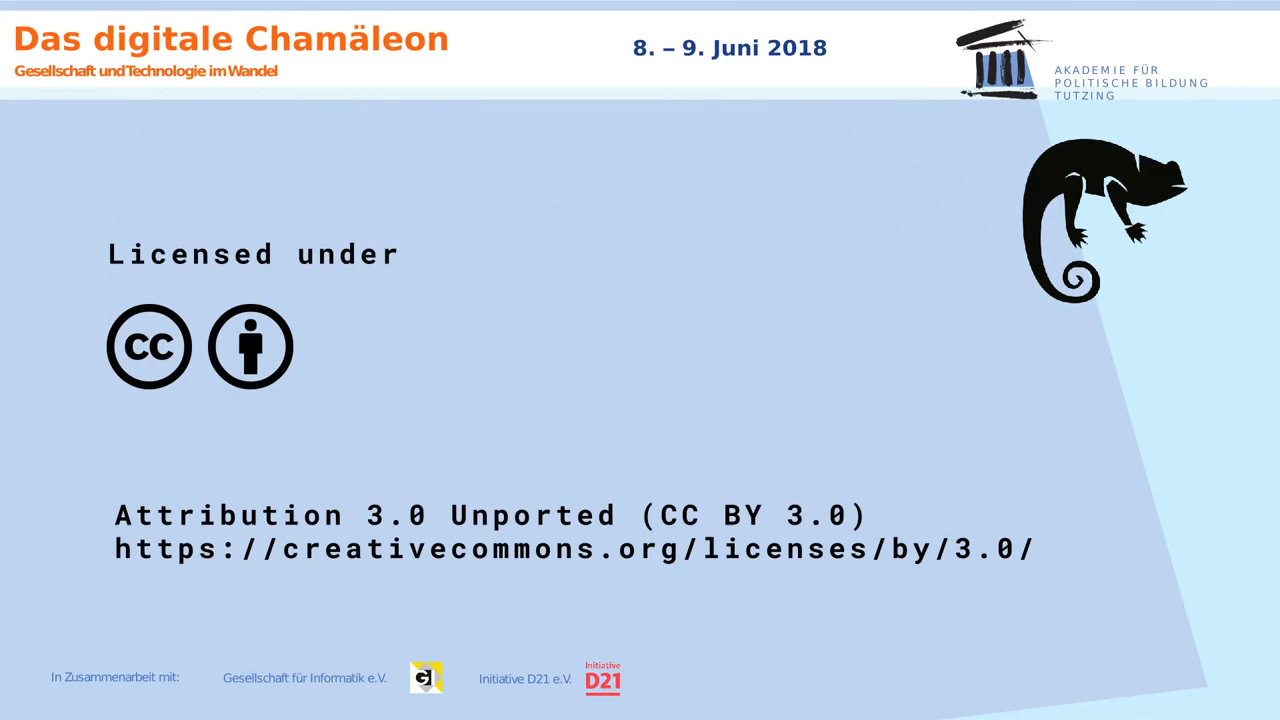 Das digitale Chamäleon
Gesellschaft und Technologie im Wandel
8. – 9. Juni 2018
AKADEMIE FÜR
POLITISCHE BILDUNG
TUTZING
Licensed under
CC
Attribution 3.0 Unported (CC BY 3.0)
https://creativecommons.org/licenses/by/3.0/
In Zusammenarbeit mit: Gesellschaft für Informatik e.V. GI Initiative D21 e.V. Initiative
D21